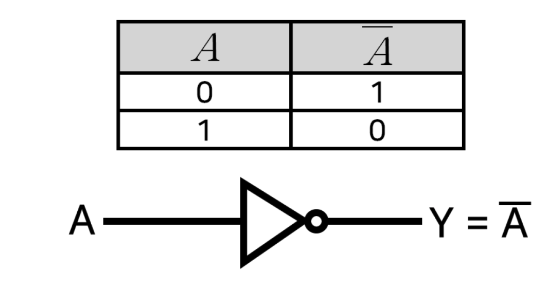 A A̅
0 1
1 0
A Y = A̅